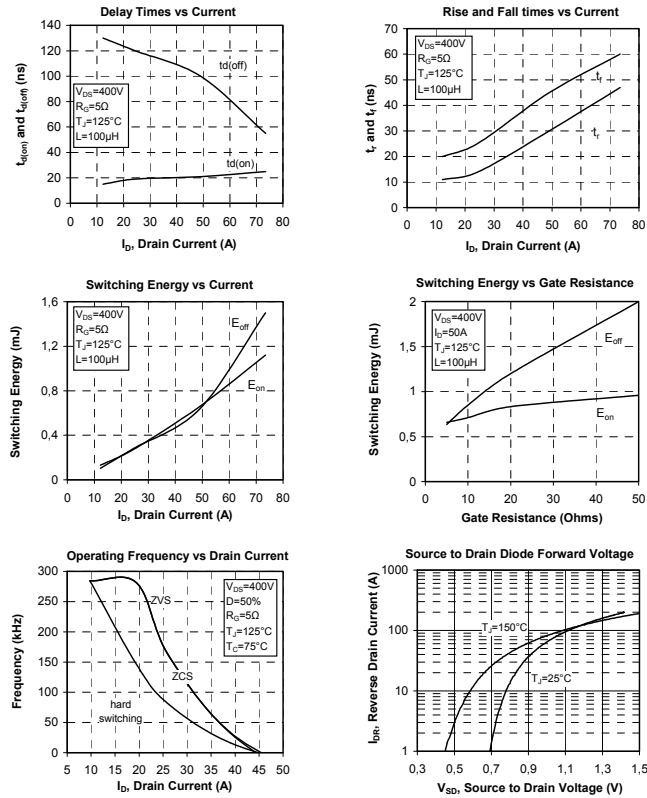 Delay Times vs Current
140
120
100
80
60
40
20
0
0 10 20 30 40 50 60 70 80
t_d(on) and t_d(off) (ns)
I_D, Drain Current (A)
V_DS=400V
R_G=5Ω
T_J=125°C
L=100µH
td(off)
td(on)
Rise and Fall times vs Current
70
60
50
40
30
20
10
0
0 10 20 30 40 50 60 70 80
t_r and t_f (ns)
I_D, Drain Current (A)
V_DS=400V
R_G=5Ω
T_J=125°C
L=100µH
t_f
t_r
Switching Energy vs Current
1,6
1,2
0,8
0,4
0
0 10 20 30 40 50 60 70 80
Switching Energy (mJ)
I_D, Drain Current (A)
V_DS=400V
R_G=5Ω
T_J=125°C
L=100µH
E_off
E_on
Switching Energy vs Gate Resistance
2
1,5
1
0,5
0
0 10 20 30 40 50
Switching Energy (mJ)
Gate Resistance (Ohms)
V_DS=400V
I_D=50A
T_J=125°C
L=100µH
E_off
E_on
Operating Frequency vs Drain Current
300
250
200
150
100
50
0
5 10 15 20 25 30 35 40 45 50
Frequency (kHz)
I_D, Drain Current (A)
V_DS=400V
D=50%
R_G=5Ω
T_J=125°C
T_C=75°C
ZVS
ZCS
hard
switching
Source to Drain Diode Forward Voltage
1000
100
10
1
0,3 0,5 0,7 0,9 1,1 1,3 1,5
I_DR, Reverse Drain Current (A)
V_SD, Source to Drain Voltage (V)
T_J=150°C
T_J=25°C